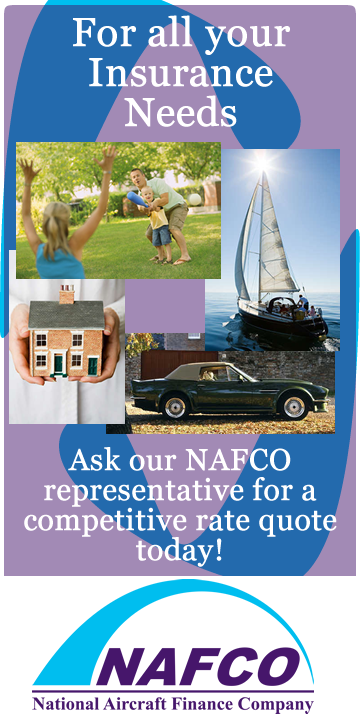 For all your
Insurance
Needs
Ask our NAFCO
representative for a
competitive rate quote
today!
NAFCO
National Aircraft Finance Company